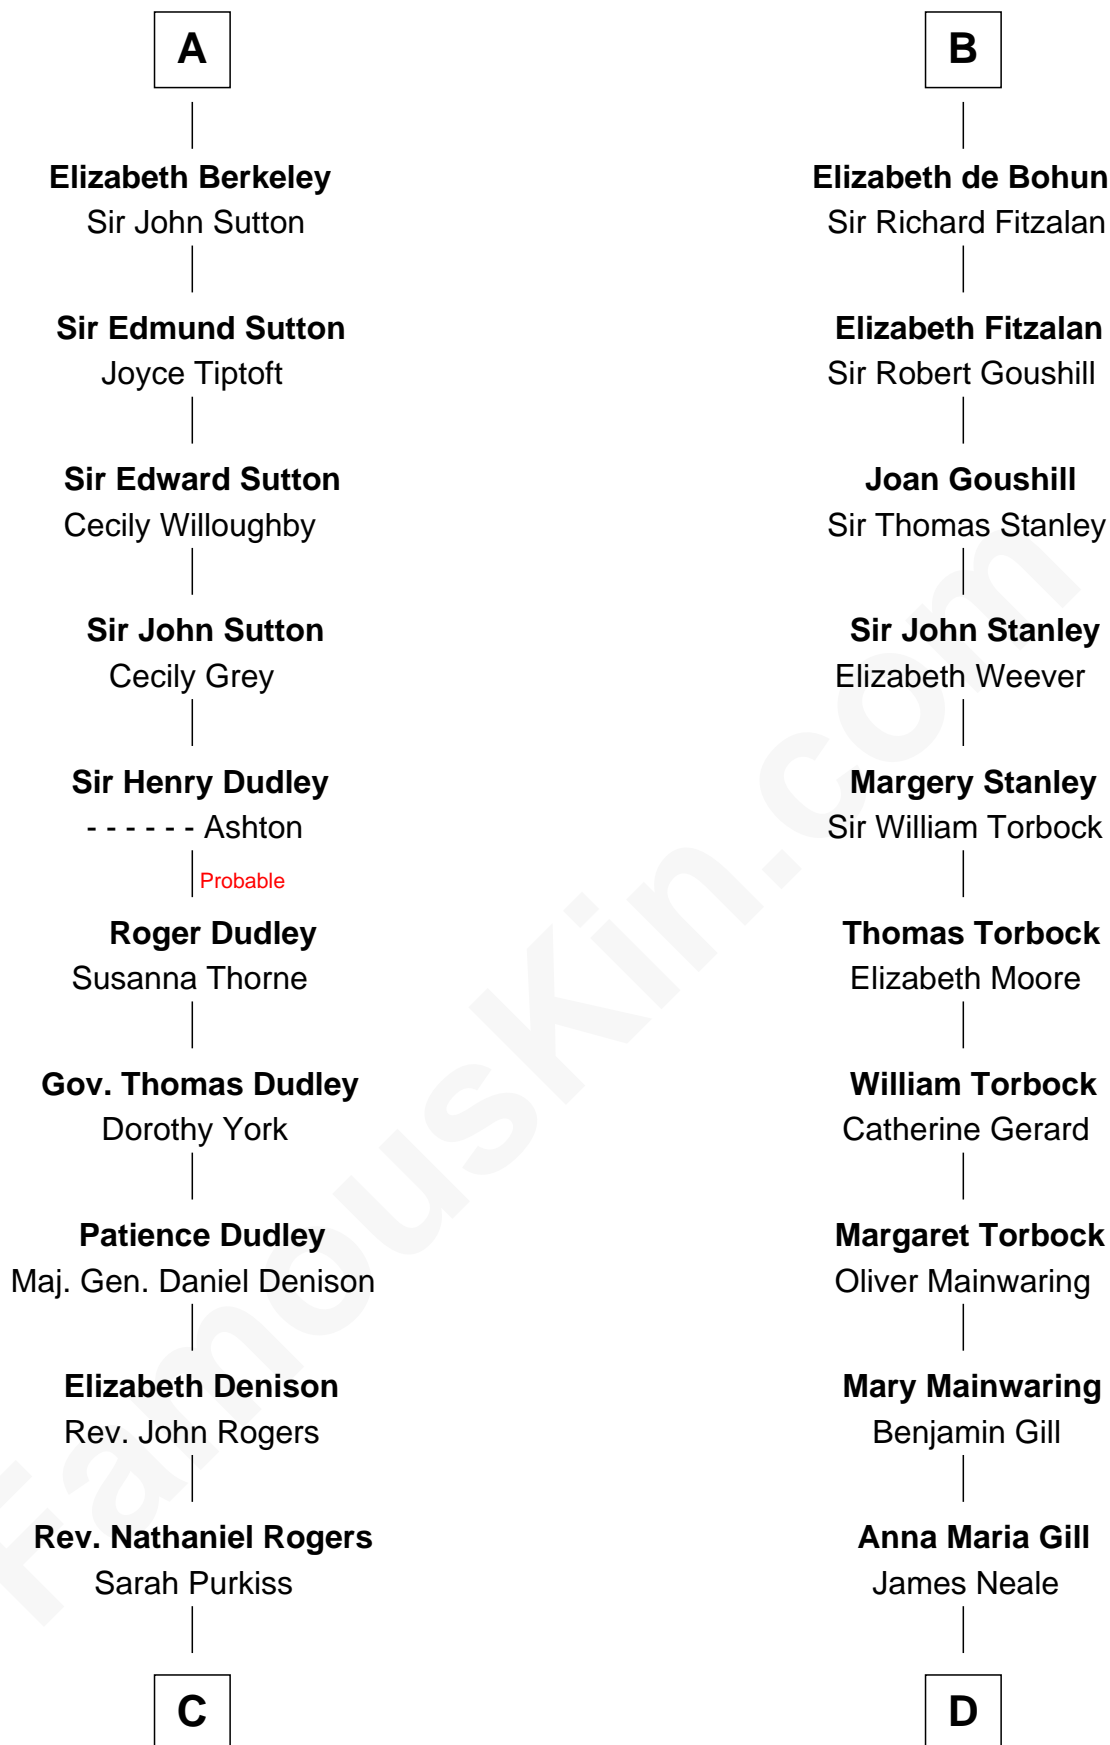 A
Elizabeth Berkeley
Sir John Sutton
Sir Edmund Sutton
Joyce Tiptoft
Sir Edward Sutton
Cecily Willoughby
Sir John Sutton
Cecily Grey
Sir Henry Dudley
- - - - - - Ashton
Probable
Roger Dudley
Susanna Thorne
Gov. Thomas Dudley
Dorothy York
Patience Dudley
Maj. Gen. Daniel Denison
Elizabeth Denison
Rev. John Rogers
Rev. Nathaniel Rogers
Sarah Purkiss
C
B
Elizabeth de Bohun
Sir Richard Fitzalan
Elizabeth Fitzalan
Sir Robert Goushill
Joan Goushill
Sir Thomas Stanley
Sir John Stanley
Elizabeth Weever
Margery Stanley
Sir William Torbock
Thomas Torbock
Elizabeth Moore
William Torbock
Catherine Gerard
Margaret Torbock
Oliver Mainwaring
Mary Mainwaring
Benjamin Gill
Anna Maria Gill
James Neale
D
FamousKin.com